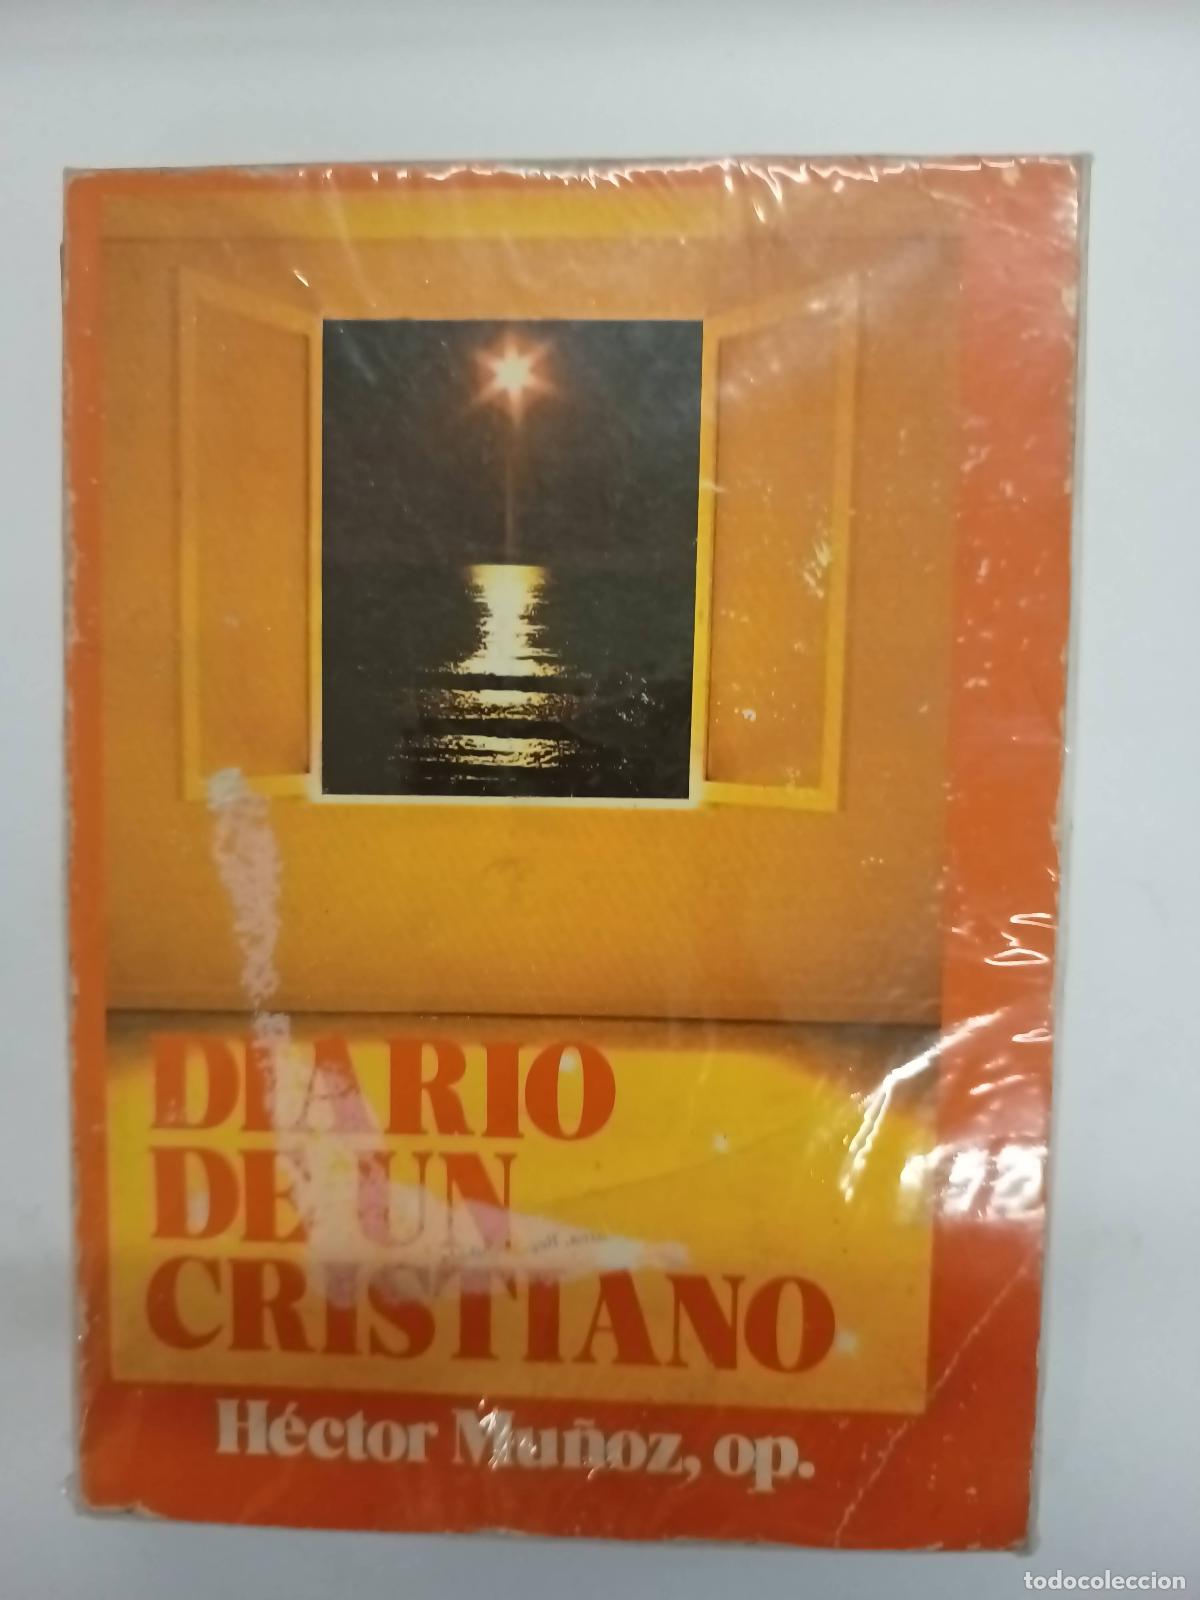 DIARIO
DE UN
CRISTIANO
Héctor Muñoz, op.
todocoleccion